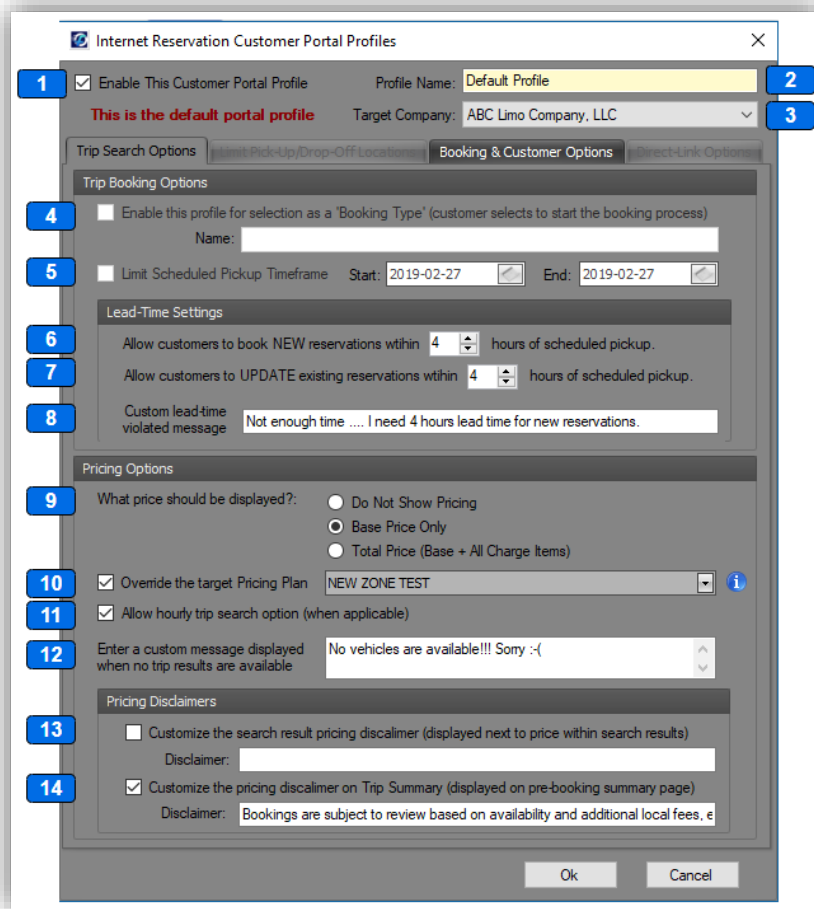 Internet Reservation Customer Portal Profiles
1 Enable This Customer Portal Profile Profile Name: Default Profile 2
This is the default portal profile Target Company: ABC Limo Company, LLC 3
Trip Search Options Limit Pick-Up/Drop-Off Locations Booking & Customer Options Direct-Link Options
Trip Booking Options
4 Enable this profile for selection as a 'Booking Type' (customer selects to start the booking process)
Name:
5 Limit Scheduled Pickup Timeframe Start: 2019-02-27 End: 2019-02-27
Lead-Time Settings
6 Allow customers to book NEW reservations wtihin 4 hours of scheduled pickup.
7 Allow customers to UPDATE existing reservations wtihin 4 hours of scheduled pickup.
8 Custom lead-time
violated message Not enough time .... I need 4 hours lead time for new reservations.
Pricing Options
9 What price should be displayed?: Do Not Show Pricing
Base Price Only
Total Price (Base + All Charge Items)
10 Override the target Pricing Plan NEW ZONE TEST i
11 Allow hourly trip search option (when applicable)
12 Enter a custom message displayed No vehicles are available!!! Sorry :-(
when no trip results are available
Pricing Disclaimers
13 Customize the search result pricing discalimer (displayed next to price within search results)
Disclaimer:
14 Customize the pricing discalimer on Trip Summary (displayed on pre-booking summary page)
Disclaimer: Bookings are subject to review based on availability and additional local fees, e
Ok Cancel